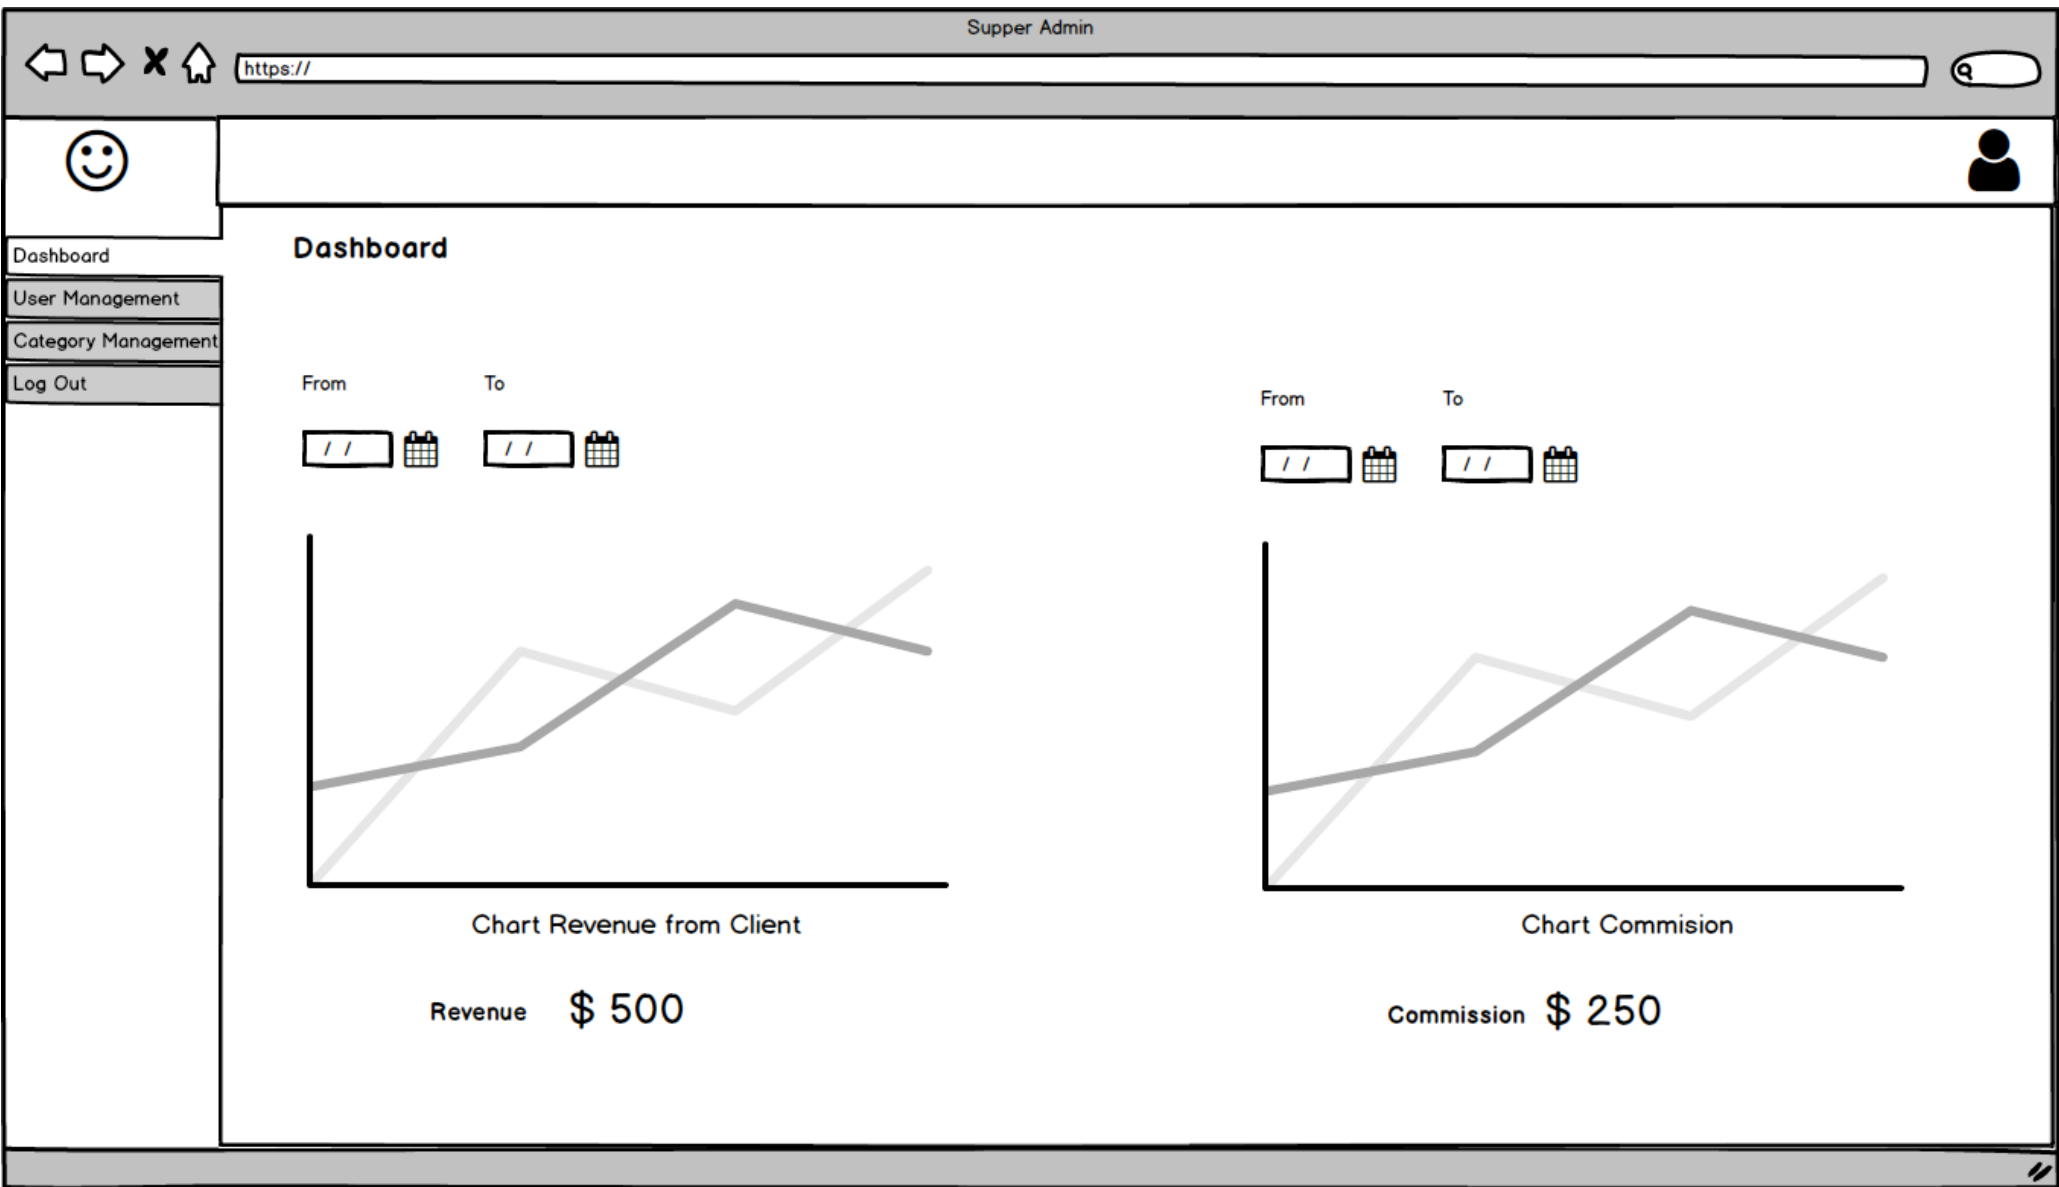 Supper Admin
https://
Dashboard
User Management
Category Management
Log Out
Dashboard
From To
/ / / /
From To
/ / / /
Chart Revenue from Client
Revenue $ 500
Chart Commision
Commission $ 250